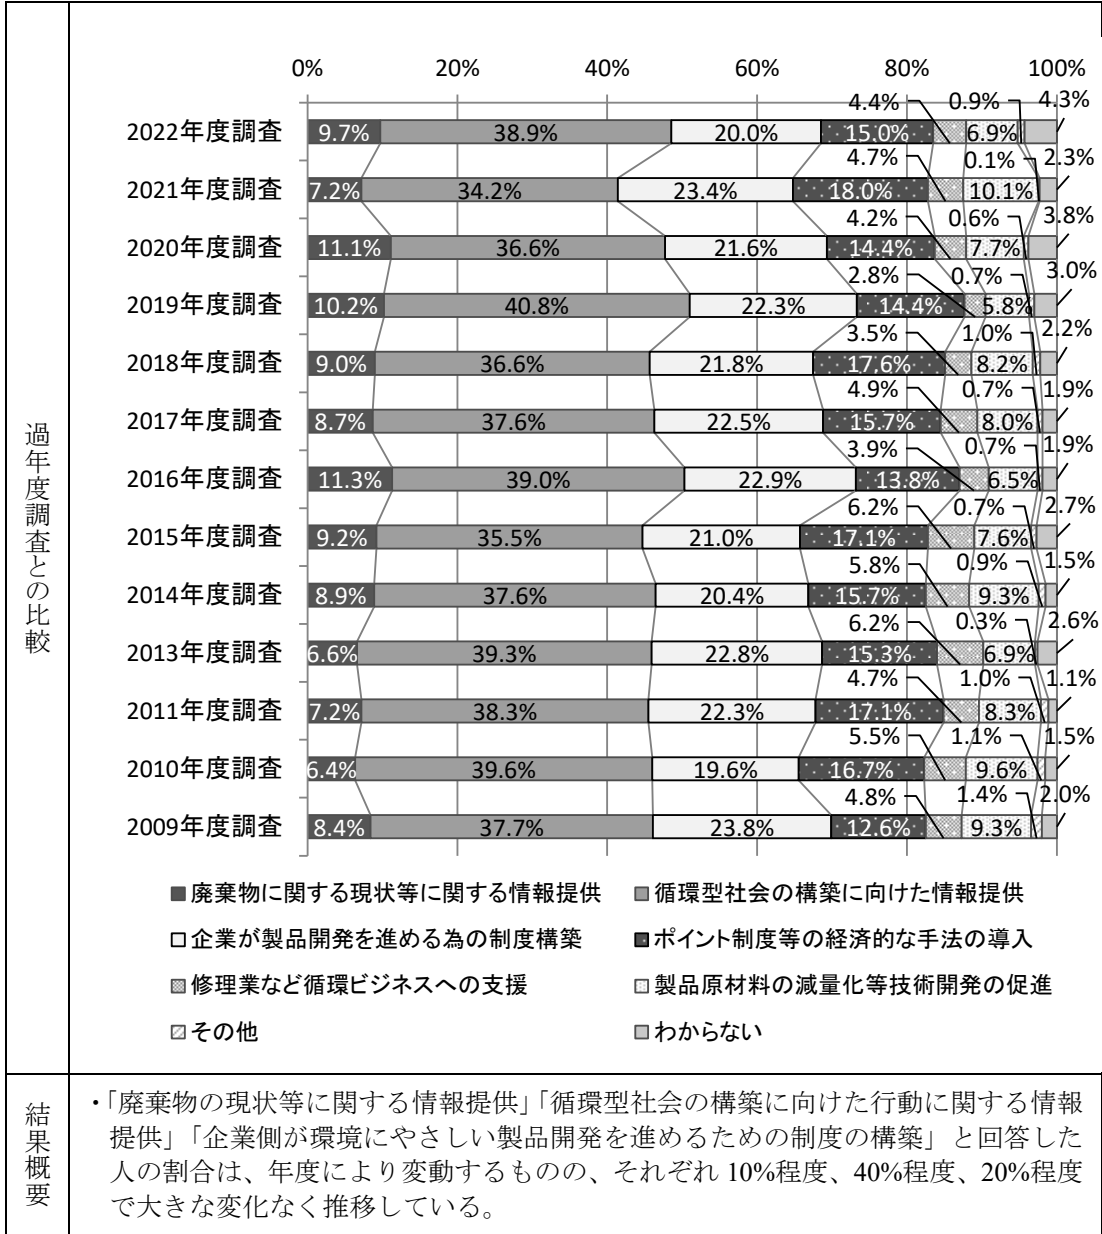 過年度調査との比較
0% 20% 40% 60% 80% 100%
4.4% 0.9% 4.3%
2022年度調査 9.7% 38.9% 20.0% 15.0% 6.9%
4.7% 0.1% 2.3%
2021年度調査 7.2% 34.2% 23.4% 18.0% 10.1%
4.2% 0.6% 3.8%
2020年度調査 11.1% 36.6% 21.6% 14.4% 7.7%
2.8% 0.7% 3.0%
2019年度調査 10.2% 40.8% 22.3% 14.4% 5.8%
3.5% 1.0% 2.2%
2018年度調査 9.0% 36.6% 21.8% 17.6% 8.2%
4.9% 0.7% 1.9%
2017年度調査 8.7% 37.6% 22.5% 15.7% 8.0%
3.9% 0.7% 1.9%
2016年度調査 11.3% 39.0% 22.9% 13.8% 6.5%
6.2% 0.7% 2.7%
2015年度調査 9.2% 35.5% 21.0% 17.1% 7.6%
5.8% 0.9% 1.5%
2014年度調査 8.9% 37.6% 20.4% 15.7% 9.3%
6.2% 0.3% 2.6%
2013年度調査 6.6% 39.3% 22.8% 15.3% 6.9%
4.7% 1.0% 1.1%
2011年度調査 7.2% 38.3% 22.3% 17.1% 8.3%
5.5% 1.1% 1.5%
2010年度調査 6.4% 39.6% 19.6% 16.7% 9.6%
4.8% 1.4% 2.0%
2009年度調査 8.4% 37.7% 23.8% 12.6% 9.3%
廃棄物に関する現状等に関する情報提供 循環型社会の構築に向けた情報提供
企業が製品開発を進める為の制度構築 ポイント制度等の経済的な手法の導入
修理業など循環ビジネスへの支援 製品原材料の減量化等技術開発の促進
その他 わからない
結果概要
・「廃棄物の現状等に関する情報提供」「循環型社会の構築に向けた行動に関する情報
提供」「企業側が環境にやさしい製品開発を進めるための制度の構築」と回答した
人の割合は、年度により変動するものの、それぞれ 10%程度、40%程度、20%程度
で大きな変化なく推移している。